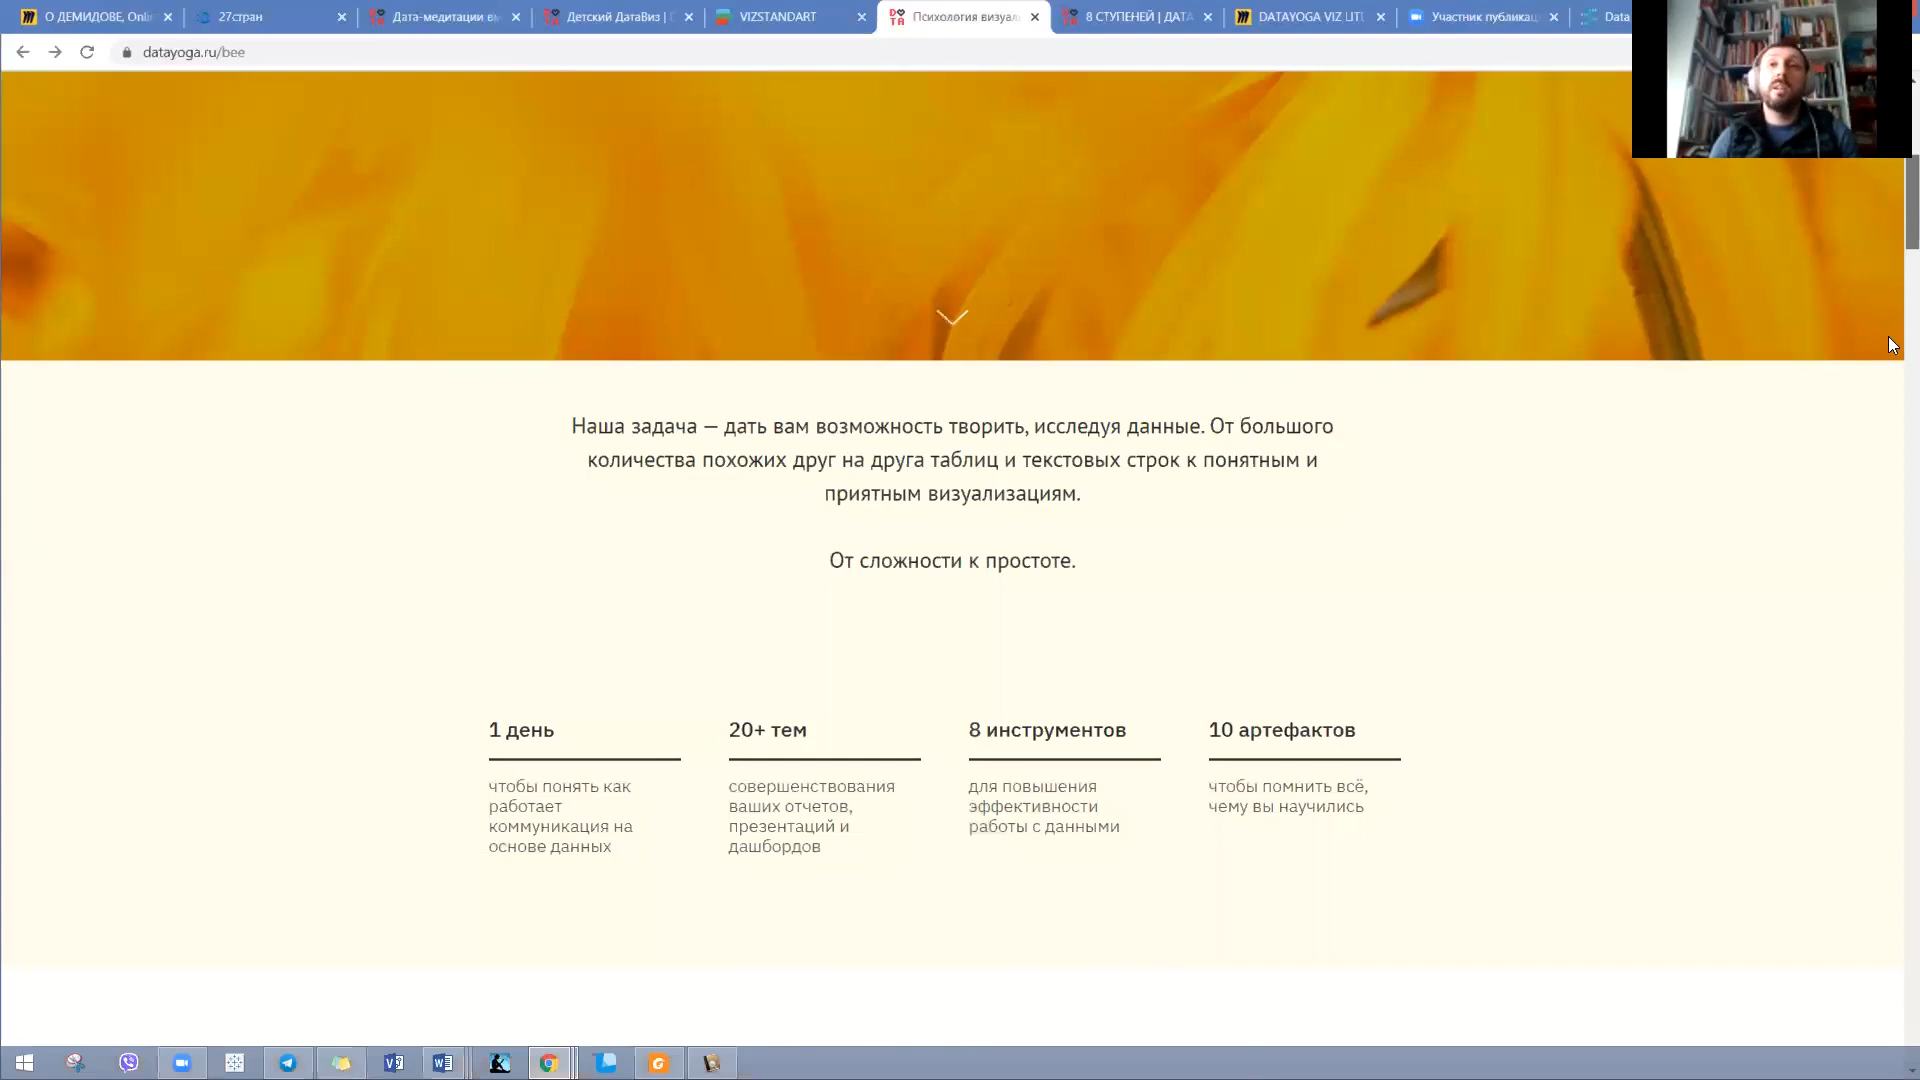 О ДЕМИДОВЕ, Onli
27стран
Дата-медитации вм
Детский ДатаВиз |
VIZSTANDART
Психология визуал
8 СТУПЕНЕЙ | ДАТА
DATAYOGA VIZ LITE
Участник публикац
Data
datayoga.ru/bee
Наша задача — дать вам возможность творить, исследуя данные. От большого
количества похожих друг на друга таблиц и текстовых строк к понятным и
приятным визуализациям.
От сложности к простоте.
1 день
чтобы понять как
работает
коммуникация на
основе данных
20+ тем
совершенствования
ваших отчетов,
презентаций и
дашбордов
8 инструментов
для повышения
эффективности
работы с данными
10 артефактов
чтобы помнить всё,
чему вы научились